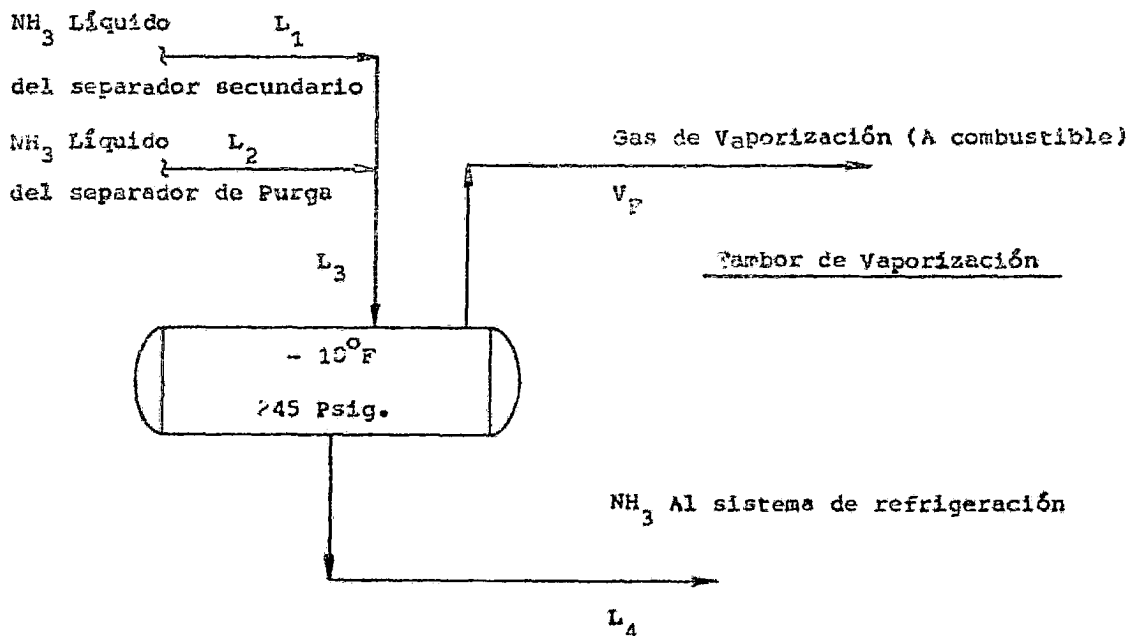 NH3 Líquido
L1
del separador secundario
NH3 Líquido
L2
del separador de Purga
Gas de Vaporización (A combustible)
VF
L3
Tambor de Vaporización
- 10°F
245 Psig.
NH3 Al sistema de refrigeración
L4